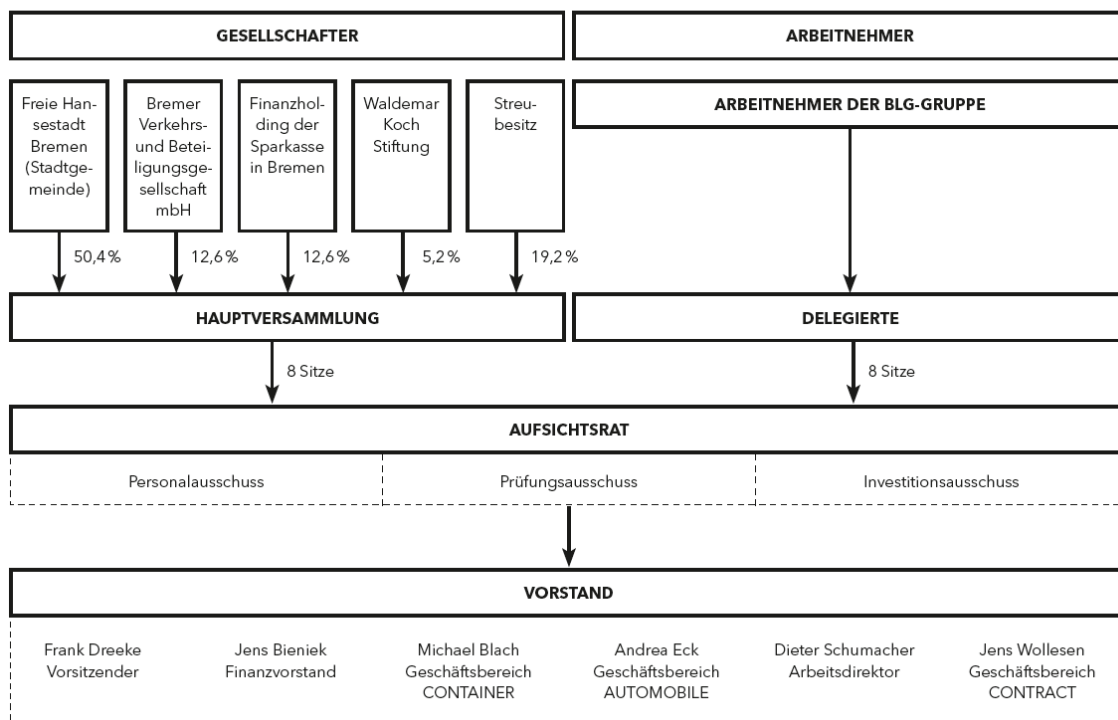 GESELLSCHAFTER
ARBEITNEHMER
Freie Han-
sestadt
Bremen
(Stadtge-
meinde)
Bremer
Verkehrs-
und Betei-
ligungsge-
sellschaft
mbH
Finanzhol-
ding der
Sparkasse
in Bremen
Waldemar
Koch
Stiftung
Streu-
besitz
ARBEITNEHMER DER BLG-GRUPPE
50,4 %
12,6 %
12,6 %
5,2 %
19,2 %
HAUPTVERSAMMLUNG
DELEGIERTE
8 Sitze
8 Sitze
AUFSICHTSRAT
Personalausschuss
Prüfungsausschuss
Investitionsausschuss
VORSTAND
Frank Dreeke
Vorsitzender
Jens Bieniek
Finanzvorstand
Michael Blach
Geschäftsbereich
CONTAINER
Andrea Eck
Geschäftsbereich
AUTOMOBILE
Dieter Schumacher
Arbeitsdirektor
Jens Wollesen
Geschäftsbereich
CONTRACT